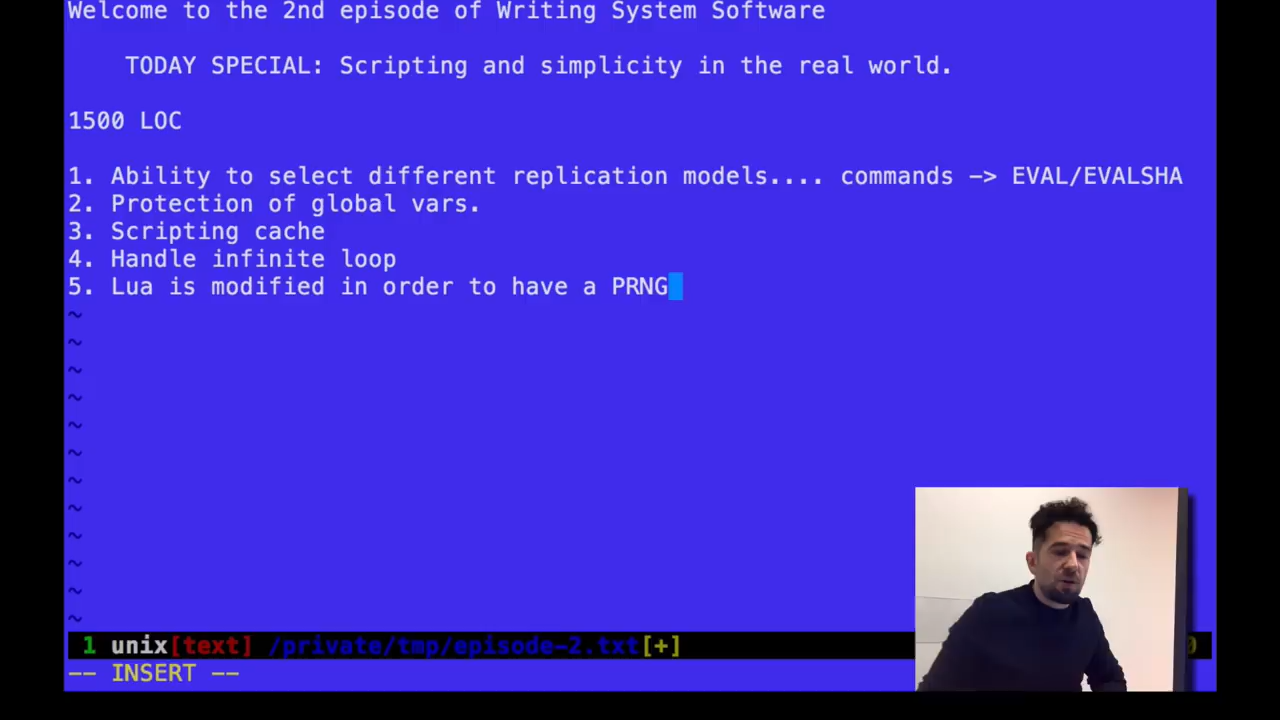 Welcome to the 2nd episode of Writing System Software
TODAY SPECIAL: Scripting and simplicity in the real world.
1500 LOC
1. Ability to select different replication models.... commands -> EVAL/EVALSHA
2. Protection of global vars.
3. Scripting cache
4. Handle infinite loop
5. Lua is modified in order to have a PRNG
~
~
~
~
~
~
~
~
~
~
~
~
1 unix[text] /private/tmp/episode-2.txt[+]
-- INSERT --